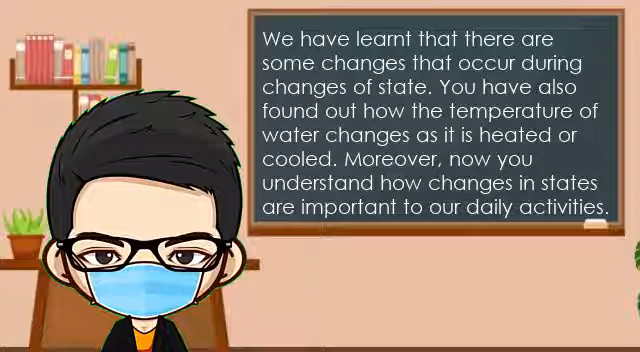 We have learnt that there are
some changes that occur during
changes of state. You have also
found out how the temperature of
water changes as it is heated or
cooled. Moreover, now you
understand how changes in states
are important to our daily activities.